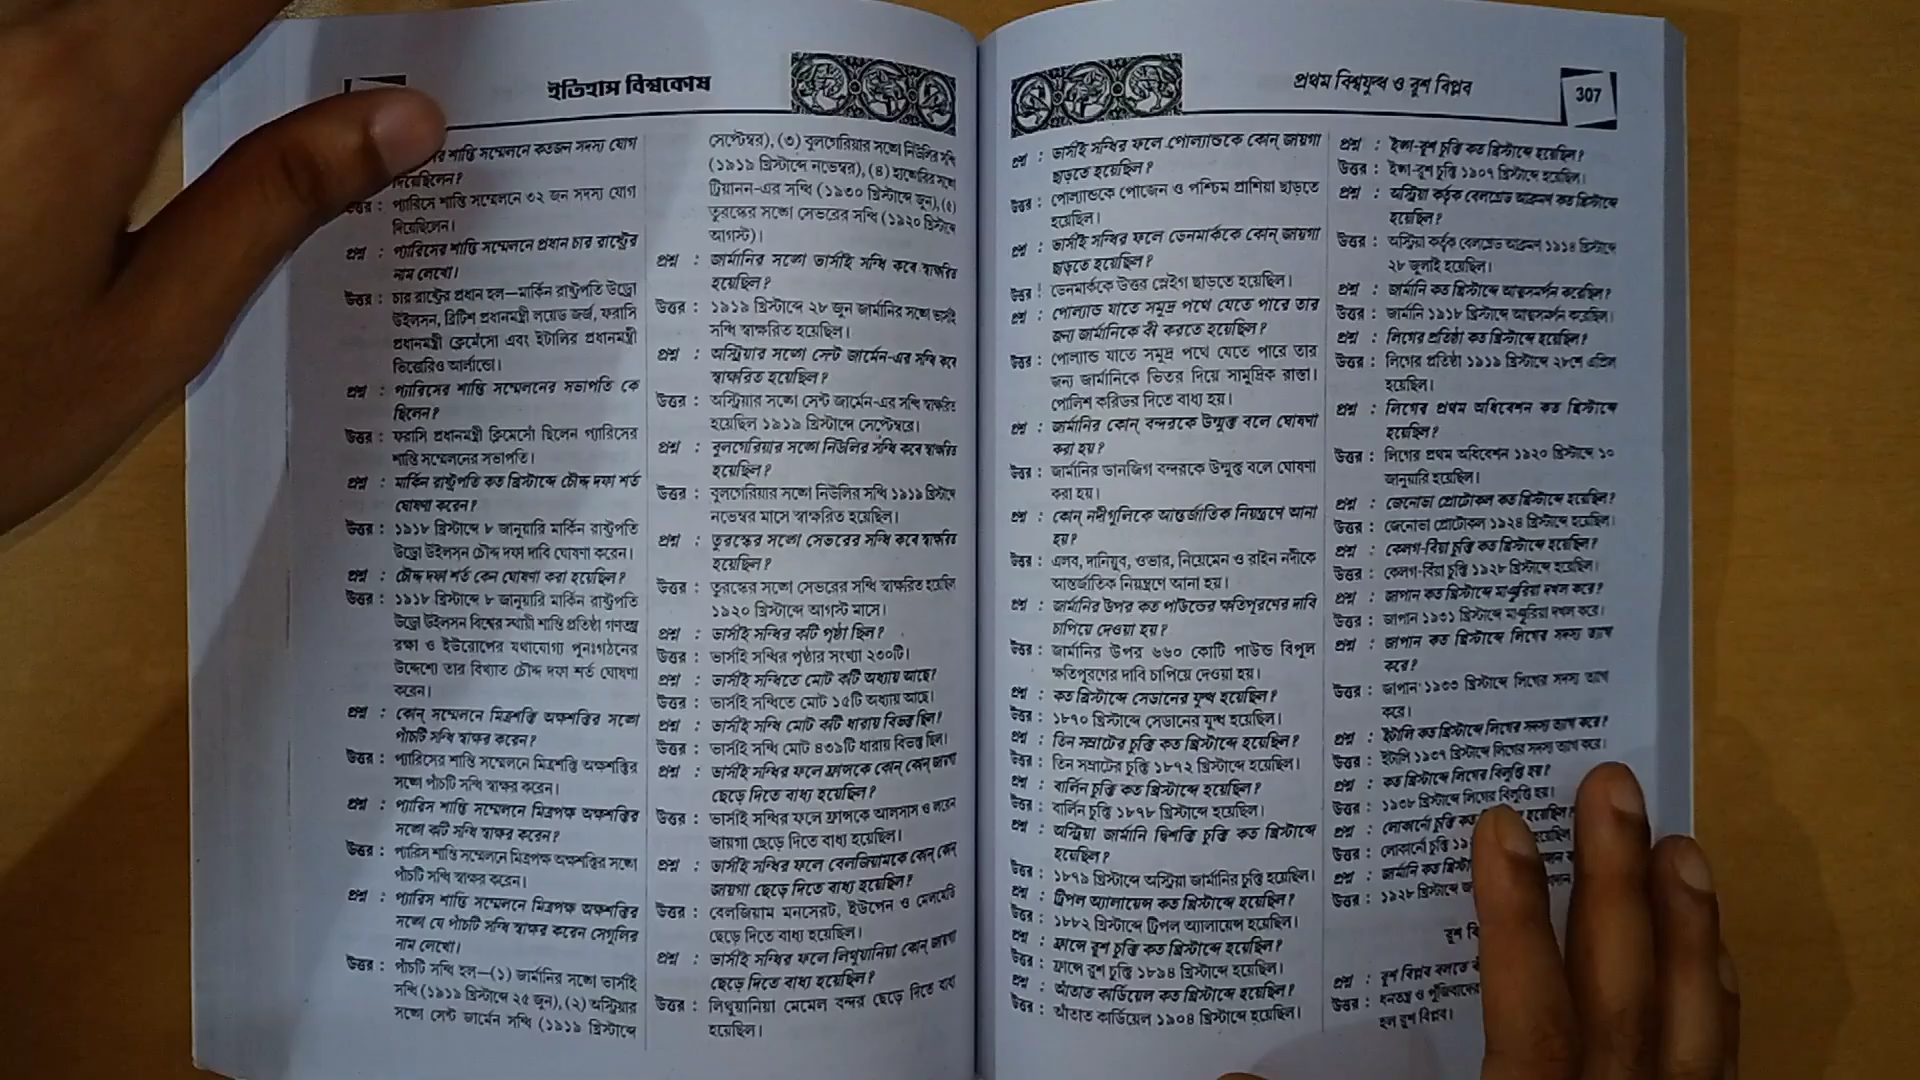 ইতিহাস বিশ্বকোষ
শান্তি সম্মেলনে কতজন সদস্য যোগ
দিয়েছিলেন?
উত্তর : প্যারিসে শান্তি সম্মেলনে ৩২ জন সদস্য যোগ
দিয়েছিলেন।
প্রশ্ন : প্যারিসের শান্তি সম্মেলনে প্রধান চার রাষ্ট্রের
নাম লেখো।
উত্তর : চার রাষ্ট্রের প্রধান হল—মার্কিন রাষ্ট্রপতি উড্রো
উইলসন, ব্রিটিশ প্রধানমন্ত্রী লয়েড জর্জ, ফরাসি
প্রধানমন্ত্রী ক্লেমেঁসো এবং ইটালির প্রধানমন্ত্রী
ভিত্তোরিও আর্লান্ডো।
প্রশ্ন : প্যারিসের শান্তি সম্মেলনের সভাপতি কে
ছিলেন?
উত্তর : ফরাসি প্রধানমন্ত্রী ক্লিমেসোঁ ছিলেন প্যারিসের
শান্তি সম্মেলনের সভাপতি।
প্রশ্ন : মার্কিন রাষ্ট্রপতি কত খ্রিস্টাব্দে চৌদ্দ দফা শর্ত
ঘোষণা করেন?
উত্তর : ১৯১৮ খ্রিস্টাব্দে ৮ জানুয়ারি মার্কিন রাষ্ট্রপতি
উড্রো উইলসন চৌদ্দ দফা দাবি ঘোষণা করেন।
প্রশ্ন : চৌদ্দ দফা শর্ত কেন ঘোষণা করা হয়েছিল?
উত্তর : ১৯১৮ খ্রিস্টাব্দে ৮ জানুয়ারি মার্কিন রাষ্ট্রপতি
উড্রো উইলসন বিশ্বের স্থায়ী শান্তি প্রতিষ্ঠা গণতন্ত্র
রক্ষা ও ইউরোপের যথাযোগ্য পুনঃগঠনের
উদ্দেশ্যে তার বিখ্যাত চৌদ্দ দফা শর্ত ঘোষণা
করেন।
প্রশ্ন : কোন্ সম্মেলনে মিত্রশক্তি অক্ষশক্তির সঙ্গে
পাঁচটি সন্ধি স্বাক্ষর করেন?
উত্তর : প্যারিসের শান্তি সম্মেলনে মিত্রশক্তি অক্ষশক্তির
সঙ্গে পাঁচটি সন্ধি স্বাক্ষর করেন।
প্রশ্ন : প্যারিস শান্তি সম্মেলনে মিত্রপক্ষ অক্ষশক্তির
সঙ্গে কটি সন্ধি স্বাক্ষর করেন?
উত্তর : প্যারিস শান্তি সম্মেলনে মিত্রপক্ষ অক্ষশক্তির সঙ্গে
পাঁচটি সন্ধি স্বাক্ষর করেন।
প্রশ্ন : প্যারিস শান্তি সম্মেলনে মিত্রপক্ষ অক্ষশক্তির
সঙ্গে যে পাঁচটি সন্ধি স্বাক্ষর করেন সেগুলির
নাম লেখো।
উত্তর : পাঁচটি সন্ধি হল—(১) জার্মানির সঙ্গে ভার্সাই
সন্ধি (১৯১৯ খ্রিস্টাব্দে ২৫ জুন), (২) অস্ট্রিয়ার
সঙ্গে সেন্ট জার্মেন সন্ধি (১৯১৯ খ্রিস্টাব্দে
সেপ্টেম্বর), (৩) বুলগেরিয়ার সঙ্গে নিউলির সন্ধি
(১৯১৯ খ্রিস্টাব্দে নভেম্বর), (৪) হাঙ্গেরির সঙ্গে
ট্রিয়ানন-এর সন্ধি (১৯৩০ খ্রিস্টাব্দে জুন), (৫)
তুরস্কের সঙ্গে সেভরের সন্ধি (১৯২০ খ্রিস্টাব্দে
আগস্ট)।
প্রশ্ন : জার্মানির সঙ্গে ভার্সাই সন্ধি কবে স্বাক্ষরিত
হয়েছিল?
উত্তর : ১৯১৯ খ্রিস্টাব্দে ২৮ জুন জার্মানির সঙ্গে ভার্সাই
সন্ধি স্বাক্ষরিত হয়েছিল।
প্রশ্ন : অস্ট্রিয়ার সঙ্গে সেন্ট জার্মেন-এর সন্ধি কবে
স্বাক্ষরিত হয়েছিল?
উত্তর : অস্ট্রিয়ার সঙ্গে সেন্ট জার্মেন-এর সন্ধি স্বাক্ষরিত
হয়েছিল ১৯১৯ খ্রিস্টাব্দে সেপ্টেম্বরে।
প্রশ্ন : বুলগেরিয়ার সঙ্গে নিউলির সন্ধি কবে স্বাক্ষরিত
হয়েছিল?
উত্তর : বুলগেরিয়ার সঙ্গে নিউলির সন্ধি ১৯১৯ খ্রিস্টাব্দে
নভেম্বর মাসে স্বাক্ষরিত হয়েছিল।
প্রশ্ন : তুরস্কের সঙ্গে সেভরের সন্ধি কবে স্বাক্ষরিত
হয়েছিল?
উত্তর : তুরস্কের সঙ্গে সেভরের সন্ধি স্বাক্ষরিত হয়েছিল
১৯২০ খ্রিস্টাব্দে আগস্ট মাসে।
প্রশ্ন : ভার্সাই সন্ধির কটি পৃষ্ঠা ছিল?
উত্তর : ভার্সাই সন্ধির পৃষ্ঠার সংখ্যা ২৩০টি।
প্রশ্ন : ভার্সাই সন্ধিতে মোট কটি অধ্যায় আছে?
উত্তর : ভার্সাই সন্ধিতে মোট ১৫টি অধ্যায় আছে।
প্রশ্ন : ভার্সাই সন্ধি মোট কটি ধারায় বিভক্ত ছিল?
উত্তর : ভার্সাই সন্ধি মোট ৪৩৯টি ধারায় বিভক্ত ছিল।
প্রশ্ন : ভার্সাই সন্ধির ফলে ফ্রান্সকে কোন্ কোন্ জায়গা
ছেড়ে দিতে বাধ্য হয়েছিল?
উত্তর : ভার্সাই সন্ধির ফলে ফ্রান্সকে আলসাস ও লরেন
জায়গা ছেড়ে দিতে বাধ্য হয়েছিল।
প্রশ্ন : ভার্সাই সন্ধির ফলে বেলজিয়ামকে কোন্ কোন্
জায়গা ছেড়ে দিতে বাধ্য হয়েছিল?
উত্তর : বেলজিয়াম মনসেরট, ইউপেন ও মেলমেডি
ছেড়ে দিতে বাধ্য হয়েছিল।
প্রশ্ন : ভার্সাই সন্ধির ফলে লিথুয়ানিয়া কোন্ জায়গা
ছেড়ে দিতে বাধ্য হয়েছিল?
উত্তর : লিথুয়ানিয়া মেমেল বন্দর ছেড়ে দিতে বাধ্য
হয়েছিল।
প্রথম বিশ্বযুদ্ধ ও রুশ বিপ্লব
307
প্রশ্ন : ভার্সাই সন্ধির ফলে পোল্যান্ডকে কোন্ জায়গা
ছাড়তে হয়েছিল?
উত্তর : পোল্যান্ডকে পোজেন ও পশ্চিম প্রাশিয়া ছাড়তে
হয়েছিল।
প্রশ্ন : ভার্সাই সন্ধির ফলে ডেনমার্ককে কোন্ জায়গা
ছাড়তে হয়েছিল?
উত্তর : ডেনমার্ককে উত্তর স্লেইগ ছাড়তে হয়েছিল।
প্রশ্ন : পোল্যান্ড যাতে সমুদ্র পথে যেতে পারে তার
জন্য জার্মানিকে কী করতে হয়েছিল?
উত্তর : পোল্যান্ড যাতে সমুদ্র পথে যেতে পারে তার
জন্য জার্মানিকে ভিতর দিয়ে সামুদ্রিক রাস্তা।
পোলিশ করিডর দিতে বাধ্য হয়।
প্রশ্ন : জার্মানির কোন্ বন্দরকে উন্মুক্ত বলে ঘোষণা
করা হয়?
উত্তর : জার্মানির ডানজিগ বন্দরকে উন্মুক্ত বলে ঘোষণা
করা হয়।
প্রশ্ন : কোন্ নদীগুলিকে আন্তর্জাতিক নিয়ন্ত্রণে আনা
হয়?
উত্তর : এলব, দানিয়ুব, ওডার, নিয়েমেন ও রাইন নদীকে
আন্তর্জাতিক নিয়ন্ত্রণে আনা হয়।
প্রশ্ন : জার্মানির উপর কত পাউন্ডের ক্ষতিপূরণের দাবি
চাপিয়ে দেওয়া হয়?
উত্তর : জার্মানির উপর ৬৬০ কোটি পাউন্ড বিপুল
ক্ষতিপূরণের দাবি চাপিয়ে দেওয়া হয়।
প্রশ্ন : কত খ্রিস্টাব্দে সেডানের যুদ্ধ হয়েছিল?
উত্তর : ১৮৭০ খ্রিস্টাব্দে সেডানের যুদ্ধ হয়েছিল।
প্রশ্ন : তিন সম্রাটের চুক্তি কত খ্রিস্টাব্দে হয়েছিল?
উত্তর : তিন সম্রাটের চুক্তি ১৮৭২ খ্রিস্টাব্দে হয়েছিল।
প্রশ্ন : বার্লিন চুক্তি কত খ্রিস্টাব্দে হয়েছিল?
উত্তর : বার্লিন চুক্তি ১৮৭৮ খ্রিস্টাব্দে হয়েছিল।
প্রশ্ন : অস্ট্রিয়া জার্মানি দ্বিশক্তি চুক্তি কত খ্রিস্টাব্দে
হয়েছিল?
উত্তর : ১৮৭৯ খ্রিস্টাব্দে অস্ট্রিয়া জার্মানির চুক্তি হয়েছিল।
প্রশ্ন : ট্রিপল অ্যালায়েন্স কত খ্রিস্টাব্দে হয়েছিল?
উত্তর : ১৮৮২ খ্রিস্টাব্দে ট্রিপল অ্যালায়েন্স হয়েছিল।
প্রশ্ন : ফ্রান্সে রুশ চুক্তি কত খ্রিস্টাব্দে হয়েছিল?
উত্তর : ফ্রান্সে রুশ চুক্তি ১৮৯৪ খ্রিস্টাব্দে হয়েছিল।
প্রশ্ন : আঁতাত কার্ডিয়েল কত খ্রিস্টাব্দে হয়েছিল?
উত্তর : আঁতাত কার্ডিয়েল ১৯০৪ খ্রিস্টাব্দে হয়েছিল।
প্রশ্ন : ইঙ্গ-রুশ চুক্তি কত খ্রিস্টাব্দে হয়েছিল?
উত্তর : ইঙ্গ-রুশ চুক্তি ১৯০৭ খ্রিস্টাব্দে হয়েছিল।
প্রশ্ন : অস্ট্রিয়া কর্তৃক বেলগ্রেড আক্রমণ কত খ্রিস্টাব্দে
হয়েছিল?
উত্তর : অস্ট্রিয়া কর্তৃক বেলগ্রেড আক্রমণ ১৯১৪ খ্রিস্টাব্দে
২৮ জুলাই হয়েছিল।
প্রশ্ন : জার্মানি কত খ্রিস্টাব্দে আত্মসমর্পন করেছিল?
উত্তর : জার্মানি ১৯১৮ খ্রিস্টাব্দে আত্মসমর্পন করেছিল।
প্রশ্ন : লিগের প্রতিষ্ঠা কত খ্রিস্টাব্দে হয়েছিল?
উত্তর : লিগের প্রতিষ্ঠা ১৯১৯ খ্রিস্টাব্দে ২৮শে এপ্রিল
হয়েছিল।
প্রশ্ন : লিগের প্রথম অধিবেশন কত খ্রিস্টাব্দে
হয়েছিল?
উত্তর : লিগের প্রথম অধিবেশন ১৯২০ খ্রিস্টাব্দে ১০
জানুয়ারি হয়েছিল।
প্রশ্ন : জেনেভা প্রোটোকল কত খ্রিস্টাব্দে হয়েছিল?
উত্তর : জেনেভা প্রোটোকল ১৯২৪ খ্রিস্টাব্দে হয়েছিল।
প্রশ্ন : কেলগ-বিয়া চুক্তি কত খ্রিস্টাব্দে হয়েছিল?
উত্তর : কেলগ-বিয়া চুক্তি ১৯২৮ খ্রিস্টাব্দে হয়েছিল।
প্রশ্ন : জাপান কত খ্রিস্টাব্দে মাঞ্চুরিয়া দখল করে?
উত্তর : জাপান ১৯৩১ খ্রিস্টাব্দে মাঞ্চুরিয়া দখল করে।
প্রশ্ন : জাপান কত খ্রিস্টাব্দে লিগের সদস্য ত্যাগ
করে?
উত্তর : জাপান ১৯৩৩ খ্রিস্টাব্দে লিগের সদস্য ত্যাগ
করে।
প্রশ্ন : ইটালি কত খ্রিস্টাব্দে লিগের সদস্য ত্যাগ করে?
উত্তর : ইটালি ১৯৩৭ খ্রিস্টাব্দে লিগের সদস্য ত্যাগ করে।
প্রশ্ন : কত খ্রিস্টাব্দে লিগের বিলুপ্তি হয়?
উত্তর : ১৯৩৮ খ্রিস্টাব্দে লিগের বিলুপ্তি হয়।
প্রশ্ন : লোকার্নো চুক্তি কত হয়েছিল?
উত্তর : লোকার্নো চুক্তি হয়েছিল।
প্রশ্ন : জার্মানি কত
উত্তর : ১৯২৮ খ্রিস্টাব্দে
রুশ
প্রশ্ন : রুশ বিপ্লব বলতে
উত্তর : ধনতন্ত্র ও
হল রুশ বিপ্লব।